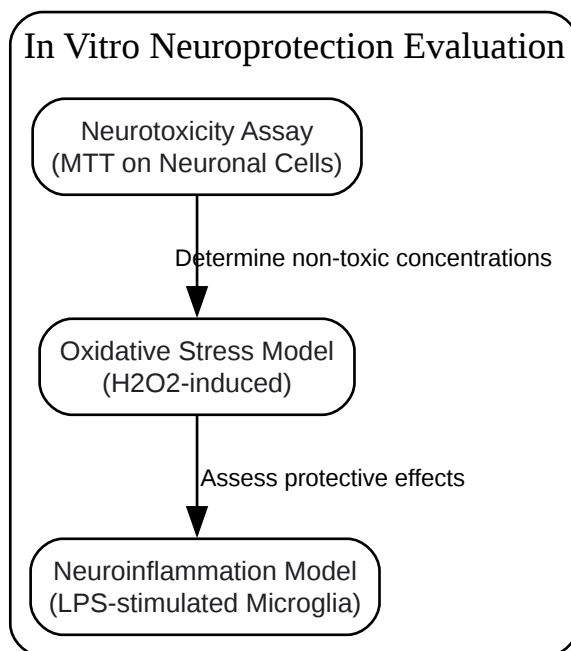 In Vitro Neuroprotection Evaluation
Neurotoxicity Assay
(MTT on Neuronal Cells)
Determine non-toxic concentrations
Oxidative Stress Model
(H2O2-induced)
Assess protective effects
Neuroinflammation Model
(LPS-stimulated Microglia)